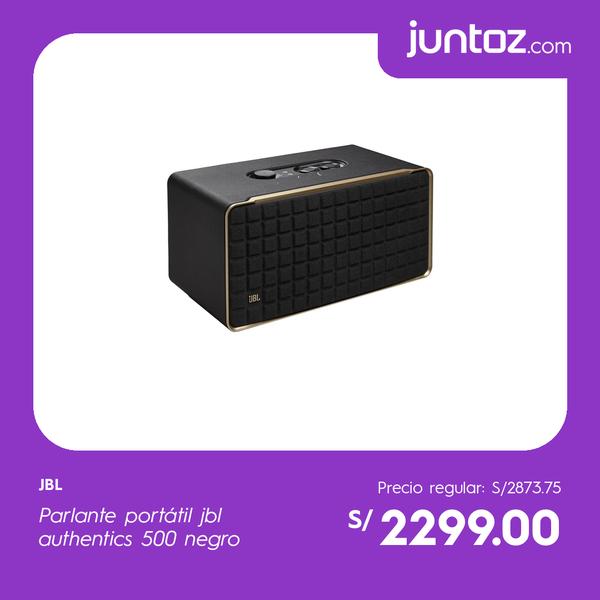 juntoz.com
JBL
JBL
Parlante portátil jbl
authentics 500 negro
Precio regular: S/2873.75
S/ 2299.00